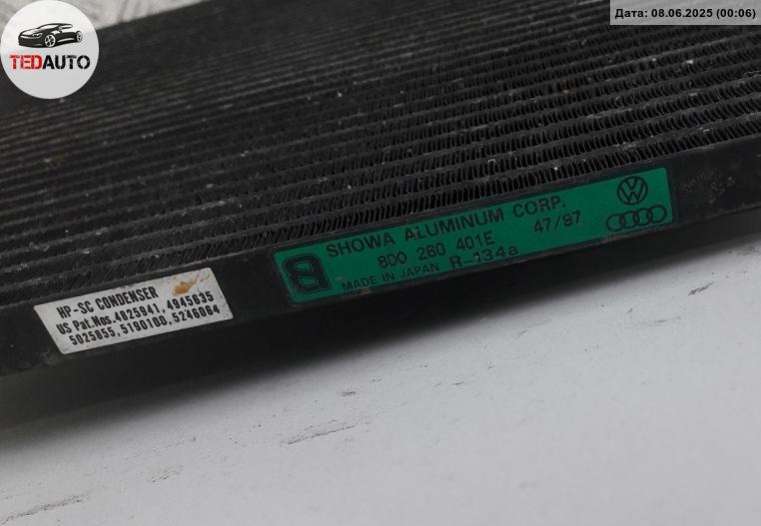 TEDAUTO
Дата: 08.06.2025 (00:06)
SHOWA ALUMINUM CORP.
8D0 260 401E 47/97
MADE IN JAPAN R-134a
HP-SC CONDENSER
US Pat.Nos.4825941, 4945635
5025855, 5190100, 5246064